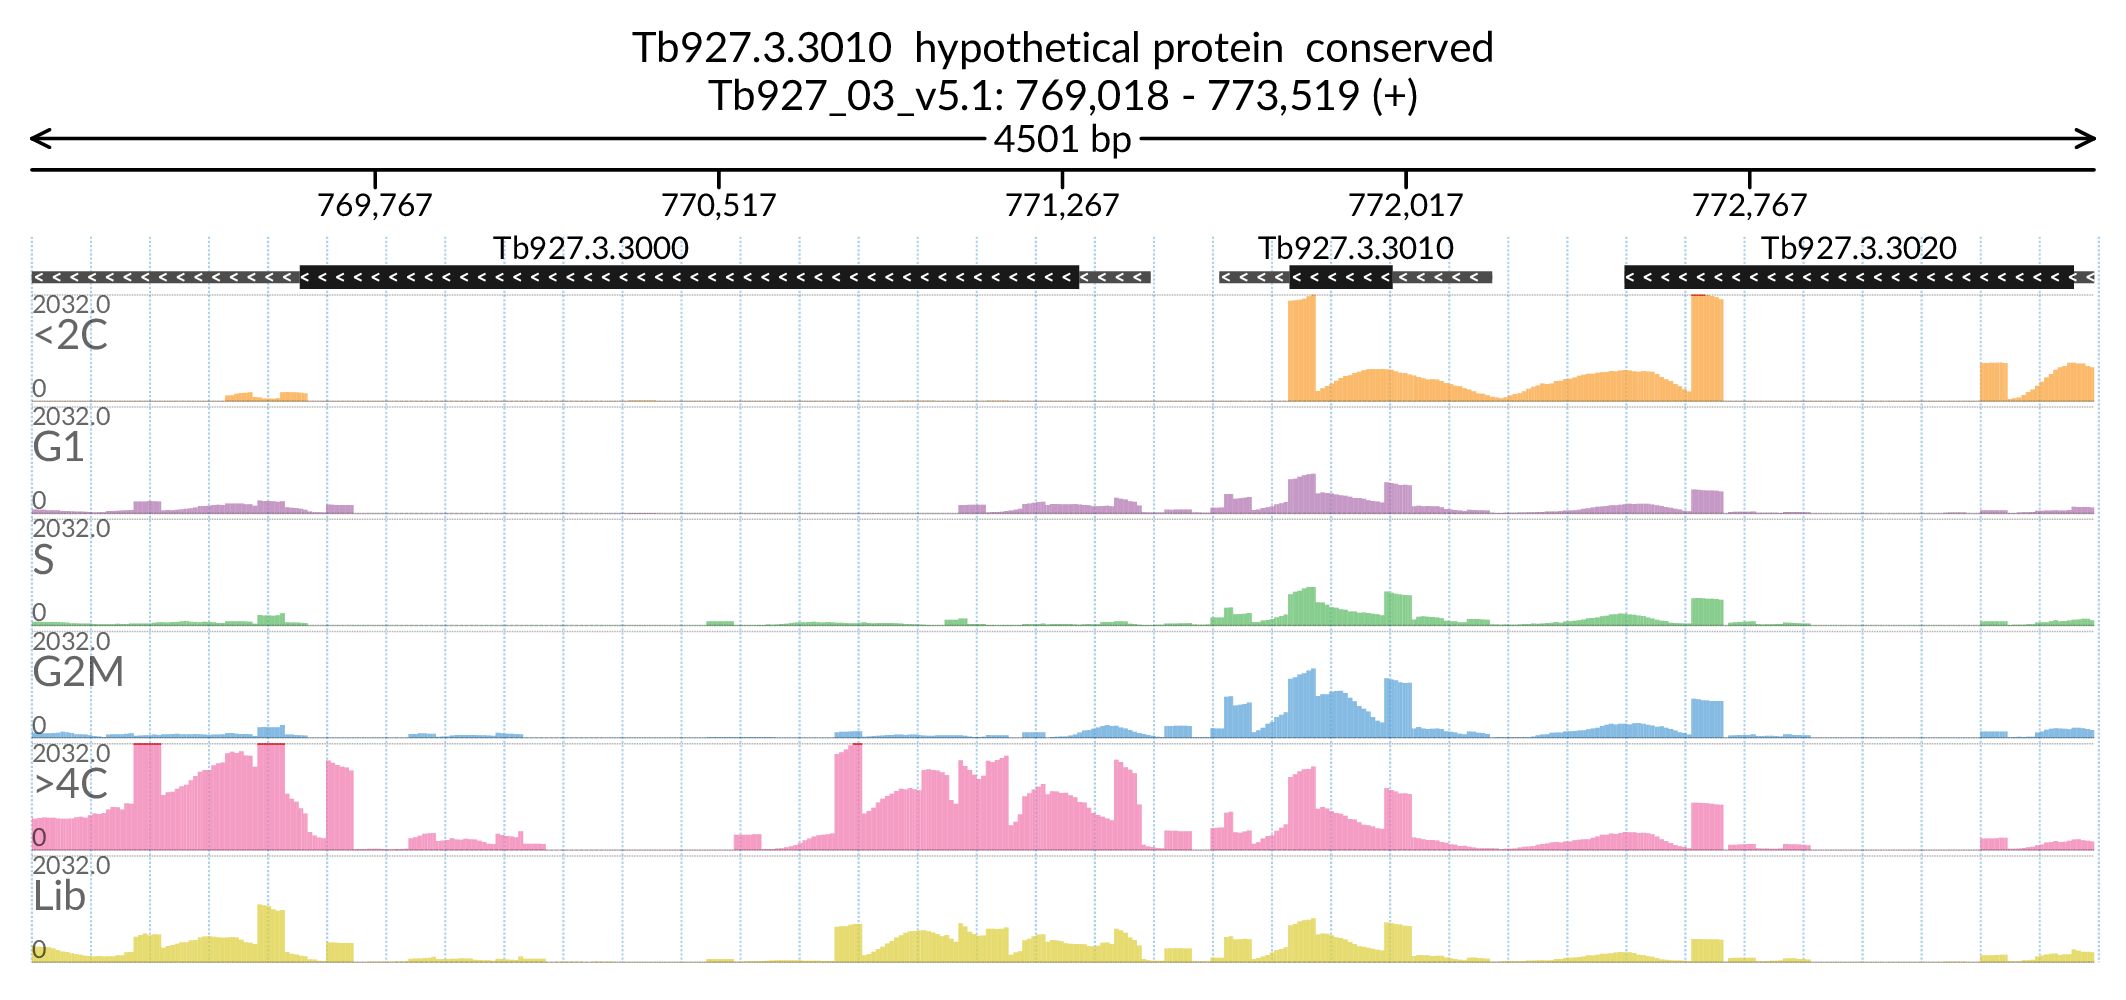 Tb927.3.3010  hypothetical protein  conserved
Tb927_03_v5.1: 769,018 - 773,519 (+)
4501 bp
769,767 770,517 771,267 772,017 772,767
Tb927.3.3000 Tb927.3.3010 Tb927.3.3020
2032.0
<2C
0
2032.0
G1
0
2032.0
S
0
2032.0
G2M
0
2032.0
>4C
0
2032.0
Lib
0